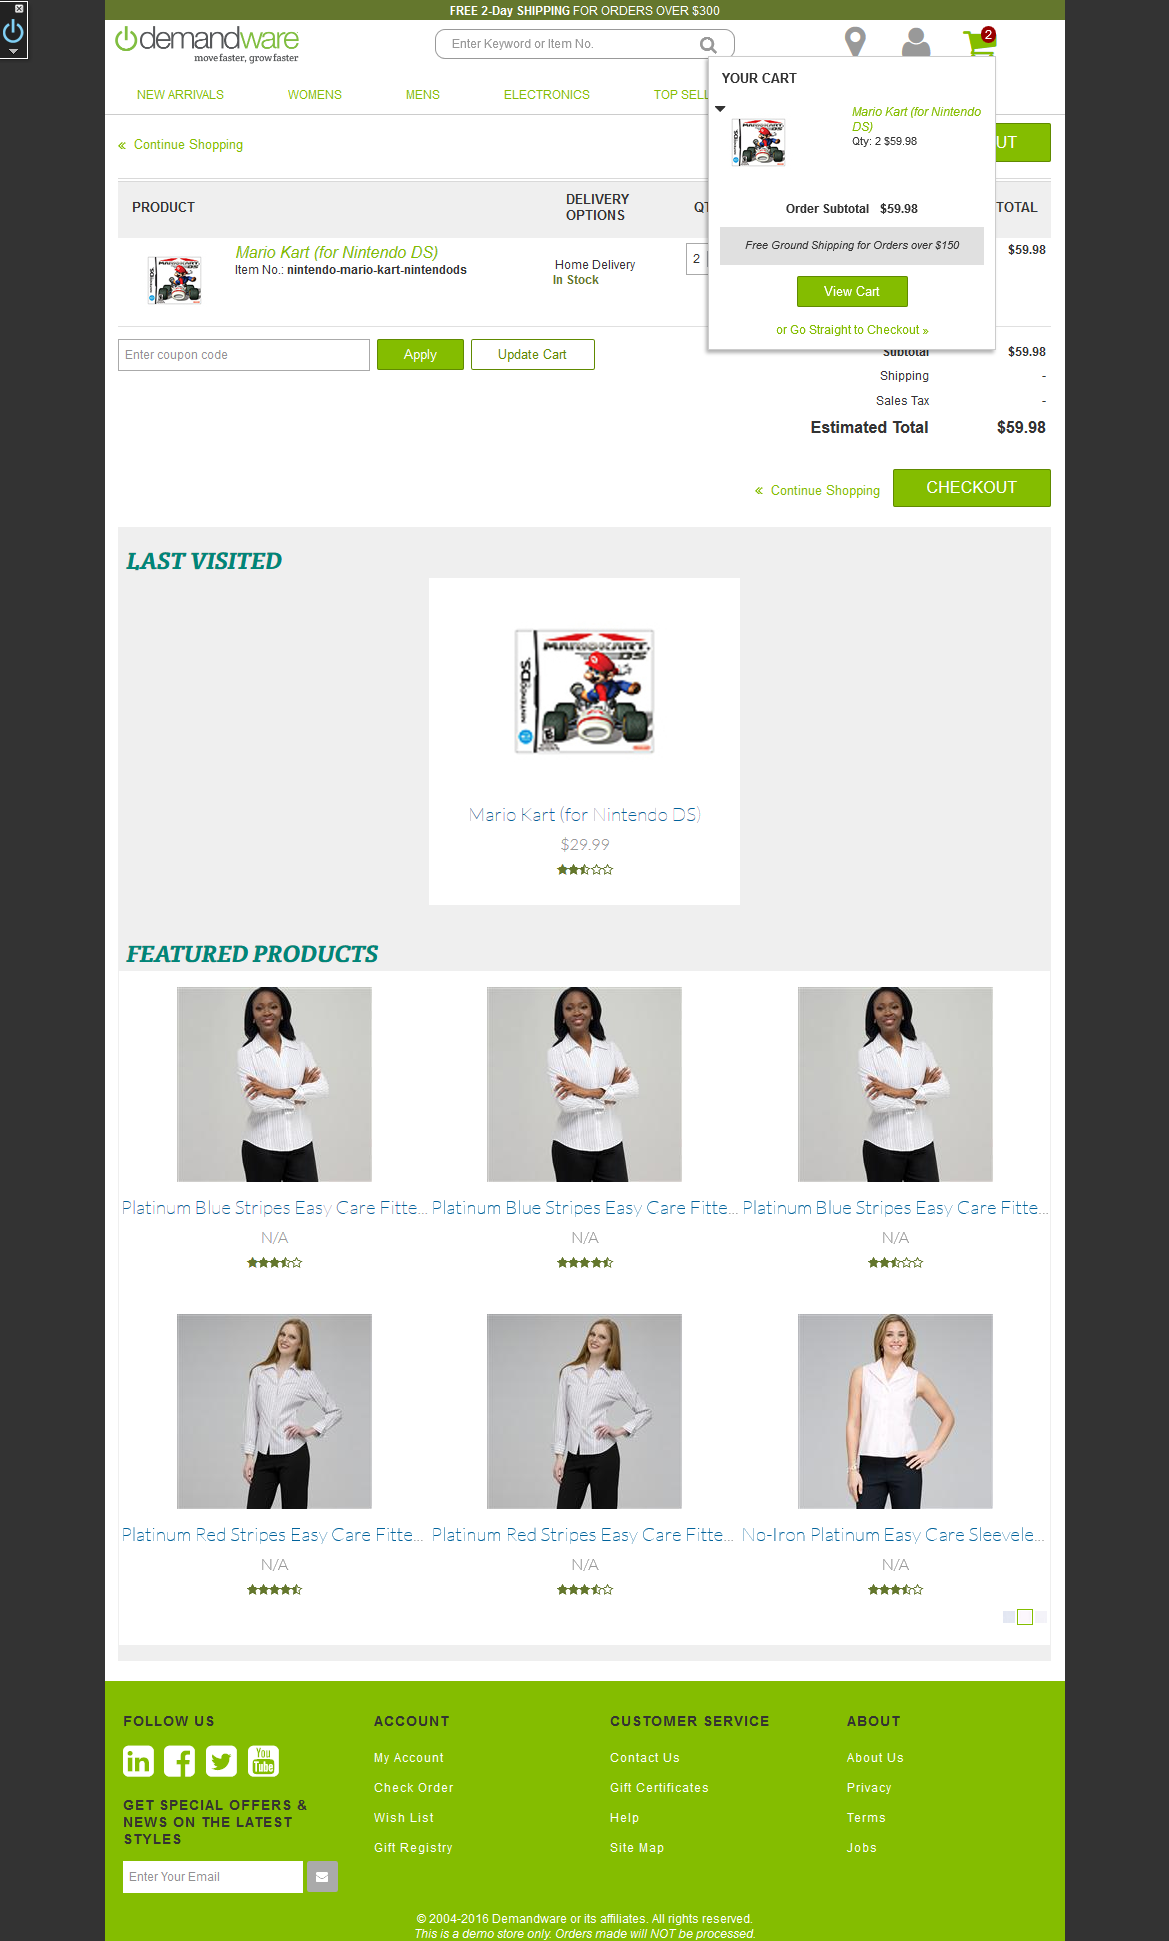 FREE 2-Day SHIPPING FOR ORDERS OVER $300
demandware
move faster, grow faster
Enter Keyword or Item No.
2
NEW ARRIVALS
WOMENS
MENS
ELECTRONICS
TOP SELL
YOUR CART
Mario Kart (for Nintendo
DS)
Qty: 2 $59.98
Order Subtotal $59.98
Free Ground Shipping for Orders over $150
View Cart
or Go Straight to Checkout »
« Continue Shopping
UT
PRODUCT
DELIVERY
OPTIONS
QT
TOTAL
Mario Kart (for Nintendo DS)
Item No.: nintendo-mario-kart-nintendods
Home Delivery
In Stock
2
$59.98
Enter coupon code
Apply
Update Cart
Subtotal $59.98
Shipping -
Sales Tax -
Estimated Total $59.98
« Continue Shopping
CHECKOUT
LAST VISITED
MARIOKART
DS
NINTENDO DS
Mario Kart (for Nintendo DS)
$29.99
FEATURED PRODUCTS
Platinum Blue Stripes Easy Care Fitte...
N/A
Platinum Blue Stripes Easy Care Fitte...
N/A
Platinum Blue Stripes Easy Care Fitte...
N/A
Platinum Red Stripes Easy Care Fitte...
N/A
Platinum Red Stripes Easy Care Fitte...
N/A
No-Iron Platinum Easy Care Sleevele...
N/A
FOLLOW US
in
You
Tube
GET SPECIAL OFFERS &
NEWS ON THE LATEST
STYLES
Enter Your Email
ACCOUNT
My Account
Check Order
Wish List
Gift Registry
CUSTOMER SERVICE
Contact Us
Gift Certificates
Help
Site Map
ABOUT
About Us
Privacy
Terms
Jobs
© 2004-2016 Demandware or its affiliates. All rights reserved.
This is a demo store only. Orders made will NOT be processed.